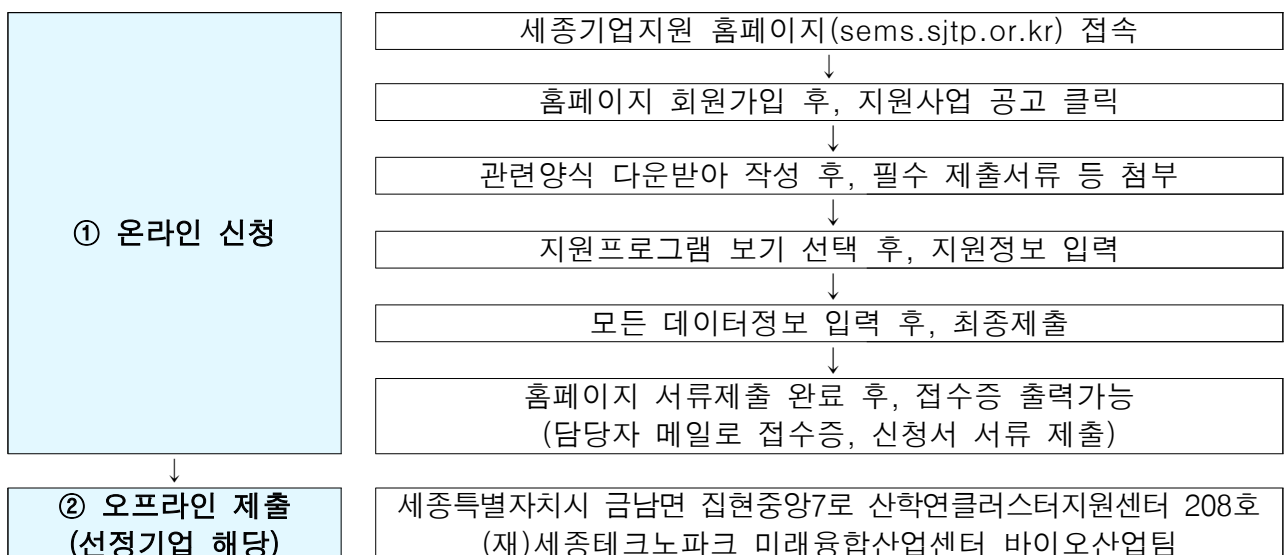 세종기업지원 홈페이지(sems.sjtp.or.kr) 접속
↓
홈페이지 회원가입 후, 지원사업 공고 클릭
↓
관련양식 다운받아 작성 후, 필수 제출서류 등 첨부
↓
① 온라인 신청
지원프로그램 보기 선택 후, 지원정보 입력
↓
모든 데이터정보 입력 후, 최종제출
↓
홈페이지 서류제출 완료 후, 접수증 출력가능
(담당자 메일로 접수증, 신청서 서류 제출)
↓
② 오프라인 제출
(선정기업 해당)
세종특별자치시 금남면 집현중앙7로 산학연클러스터지원센터 208호
(재)세종테크노파크 미래융합산업센터 바이오산업팀